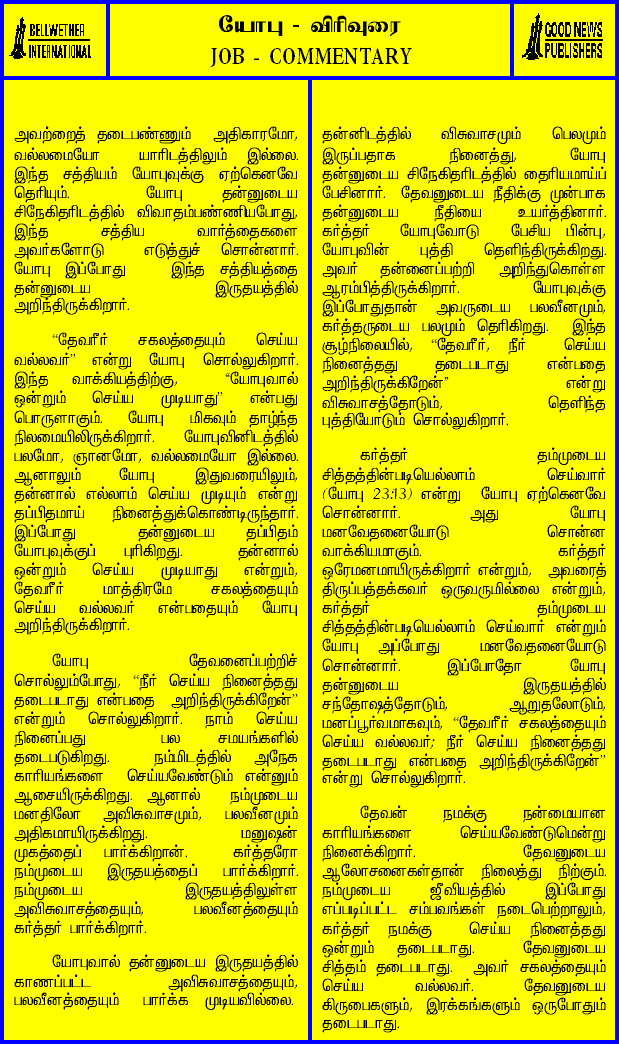 BELLWETHER
INTERNATIONAL
யோபு - விரிவுரை
JOB - COMMENTARY
GOOD NEWS
PUBLISHERS
அவற்றைத் தடைபண்ணும் அதிகாரமோ,
வல்லமையோ யாரிடத்திலும் இல்லை.
இந்த சத்தியம் யோபுவுக்கு ஏற்கெனவே
தெரியும். யோபு தன்னுடைய
சிநேகிதரிடத்தில் விவாதம்பண்ணியபோது,
இந்த சத்திய வார்த்தைகளை
அவர்களோடு எடுத்துச் சொன்னார்.
யோபு இப்போது இந்த சத்தியத்தை
தன்னுடைய இருதயத்தில்
அறிந்திருக்கிறார்.
“தேவரீர் சகலத்தையும் செய்ய
வல்லவர்” என்று யோபு சொல்லுகிறார்.
இந்த வாக்கியத்திற்கு, “யோபுவால்
ஒன்றும் செய்ய முடியாது” என்பது
பொருளாகும். யோபு மிகவும் தாழ்ந்த
நிலமையிலிருக்கிறார். யோபுவினிடத்தில்
பலமோ, ஞானமோ, வல்லமையோ இல்லை.
ஆனாலும் யோபு இதுவரையிலும்,
தன்னால் எல்லாம் செய்ய முடியும் என்று
தப்பிதமாய் நினைத்துக்கொண்டிருந்தார்.
இப்போது தன்னுடைய தப்பிதம்
யோபுவுக்குப் புரிகிறது. தன்னால்
ஒன்றும் செய்ய முடியாது என்றும்,
தேவரீர் மாத்திரமே சகலத்தையும்
செய்ய வல்லவர் என்பதையும் யோபு
அறிந்திருக்கிறார்.
யோபு தேவனைப்பற்றிச்
சொல்லும்போது, “நீர் செய்ய நினைத்தது
தடைபடாது என்பதை அறிந்திருக்கிறேன்”
என்றும் சொல்லுகிறார். நாம் செய்ய
நினைப்பது பல சமயங்களில்
தடைபடுகிறது. நம்மிடத்தில் அநேக
காரியங்களை செய்யவேண்டும் என்னும்
ஆசையிருக்கிறது. ஆனால் நம்முடைய
மனதிலோ அவிசுவாசமும், பலவீனமும்
அதிகமாயிருக்கிறது. மனுஷன்
முகத்தைப் பார்க்கிறான். கர்த்தரோ
நம்முடைய இருதயத்தைப் பார்க்கிறார்.
நம்முடைய இருதயத்திலுள்ள
அவிசுவாசத்தையும், பலவீனத்தையும்
கர்த்தர் பார்க்கிறார்.
யோபுவால் தன்னுடைய இருதயத்தில்
காணப்பட்ட அவிசுவாசத்தையும்,
பலவீனத்தையும் பார்க்க முடியவில்லை.
தன்னிடத்தில் விசுவாசமும் பெலமும்
இருப்பதாக நினைத்து, யோபு
தன்னுடைய சிநேகிதரிடத்தில் தைரியமாய்ப்
பேசினார். தேவனுடைய நீதிக்கு முன்பாக
தன்னுடைய நீதியை உயர்த்தினார்.
கர்த்தர் யோபுவோடு பேசிய பின்பு,
யோபுவின் புத்தி தெளிந்திருக்கிறது.
அவர் தன்னைப்பற்றி அறிந்துகொள்ள
ஆரம்பித்திருக்கிறார். யோபுவுக்கு
இப்போதுதான் அவருடைய பலவீனமும்,
கர்த்தருடைய பலமும் தெரிகிறது. இந்த
சூழ்நிலையில், “தேவரீர், நீர் செய்ய
நினைத்தது தடைபடாது என்பதை
அறிந்திருக்கிறேன்” என்று
விசுவாசத்தோடும், தெளிந்த
புத்தியோடும் சொல்லுகிறார்.
கர்த்தர் தம்முடைய
சித்தத்தின்படியெல்லாம் செய்வார்
(யோபு 23:13) என்று யோபு ஏற்கெனவே
சொன்னார். அது யோபு
மனவேதனையோடு சொன்ன
வாக்கியமாகும். கர்த்தர்
ஒரேமனமாயிருக்கிறார் என்றும், அவரைத்
திருப்பத்தக்கவர் ஒருவருமில்லை என்றும்,
கர்த்தர் தம்முடைய
சித்தத்தின்படியெல்லாம் செய்வார் என்றும்
யோபு அப்போது மனவேதனையோடு
சொன்னார். இப்போதோ யோபு
தன்னுடைய இருதயத்தில்
சந்தோஷத்தோடும், ஆறுதலோடும்,
மனப்பூர்வமாகவும், “தேவரீர் சகலத்தையும்
செய்ய வல்லவர்; நீர் செய்ய நினைத்தது
தடைபடாது என்பதை அறிந்திருக்கிறேன்”
என்று சொல்லுகிறார்.
தேவன் நமக்கு நன்மையான
காரியங்களை செய்யவேண்டுமென்று
நினைக்கிறார். தேவனுடைய
ஆலோசனைகள்தான் நிலைத்து நிற்கும்.
நம்முடைய ஜீவியத்தில் இப்போது
எப்படிப்பட்ட சம்பவங்கள் நடைபெற்றாலும்,
கர்த்தர் நமக்கு செய்ய நினைத்தது
ஒன்றும் தடைபடாது. தேவனுடைய
சித்தம் தடைபடாது. அவர் சகலத்தையும்
செய்ய வல்லவர். தேவனுடைய
கிருபைகளும், இரக்கங்களும் ஒருபோதும்
தடைபடாது.